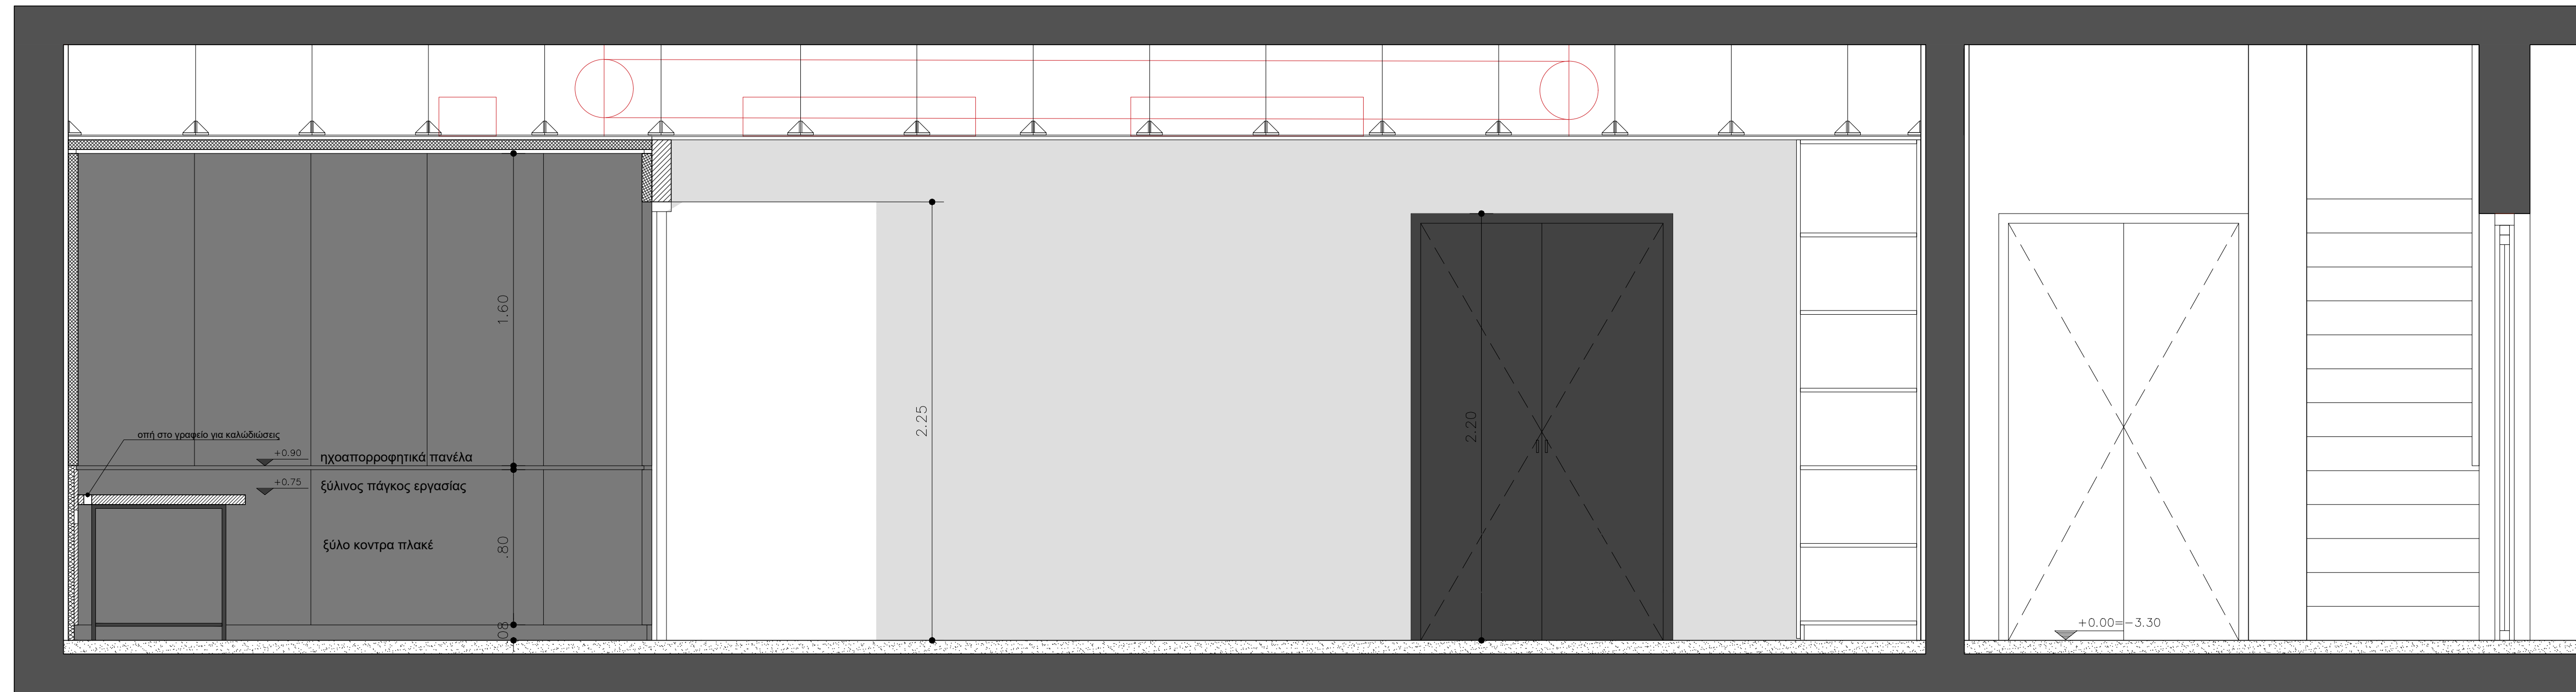 1.60
2.25
2.20
οπή στο γραφείο για καλώδιώσεις
+0.90
ηχοαπορροφητικά πανέλα
+0.75
ξύλινος πάγκος εργασίας
.80
ξύλο κοντρα πλακέ
.08
+0.00=−3.30